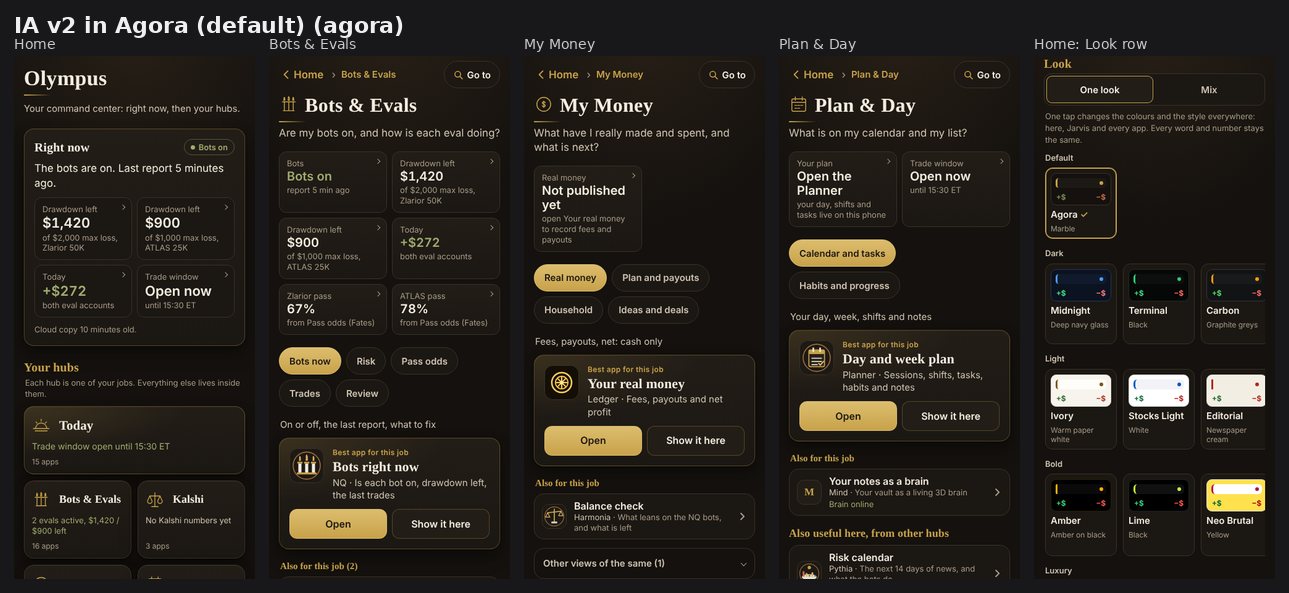 IA v2 in Agora (default) (agora)
Home
Olympus
Your command center: right now, then your hubs.
Right now
Bots on
The bots are on. Last report 5 minutes
ago.
Drawdown left
$1,420
of $2,000 max loss,
Zlarior 50K
Drawdown left
$900
of $1,000 max loss,
ATLAS 25K
Today
+$272
both eval accounts
Trade window
Open now
until 15:30 ET
Cloud copy 10 minutes old.
Your hubs
Each hub is one of your jobs. Everything else lives inside
them.
Today
Trade window open until 15:30 ET
15 apps
Bots & Evals
2 evals active, $1,420 /
$900 left
16 apps
Kalshi
No Kalshi numbers yet
3 apps
Bots & Evals
Home › Bots & Evals
Go to
Bots & Evals
Are my bots on, and how is each eval doing?
Bots
Bots on
report 5 min ago
Drawdown left
$1,420
of $2,000 max loss,
Zlarior 50K
Drawdown left
$900
of $1,000 max loss,
ATLAS 25K
Today
+$272
both eval accounts
Zlarior pass
67%
from Pass odds (Fates)
ATLAS pass
78%
from Pass odds (Fates)
Bots now
Risk
Pass odds
Trades
Review
On or off, the last report, what to fix
Best app for this job
Bots right now
NQ · Is each bot on, drawdown left,
the last trades
Open
Show it here
Also for this job (2)
My Money
Home › My Money
Go to
My Money
What have I really made and spent, and
what is next?
Real money
Not published
yet
open Your real money
to record fees and
payouts
Real money
Plan and payouts
Household
Ideas and deals
Fees, payouts, net: cash only
Best app for this job
Your real money
Ledger · Fees, payouts and net
profit
Open
Show it here
Also for this job
Balance check
Harmonia · What leans on the NQ bots,
and what is left
Other views of the same (1)
Plan & Day
Home › Plan & Day
Go to
Plan & Day
What is on my calendar and my list?
Your plan
Open the
Planner
your day, shifts and
tasks live on this phone
Trade window
Open now
until 15:30 ET
Calendar and tasks
Habits and progress
Your day, week, shifts and notes
Best app for this job
Day and week plan
Planner · Sessions, shifts, tasks,
habits and notes
Open
Show it here
Also for this job
M
Your notes as a brain
Mind · Your vault as a living 3D brain
Brain online
Also useful here, from other hubs
Risk calendar
Pythia · The next 14 days of news, and
what the bots do
Home: Look row
Look
One look
Mix
One tap changes the colours and the style everywhere:
here, Jarvis and every app. Every word and number stays
the same.
Default
+$ −$
Agora ✓
Marble
Dark
+$ −$
Midnight
Deep navy glass
+$ −$
Terminal
Black
+$ −$
Carbon
Graphite greys
Light
+$ −$
Ivory
Warm paper
white
+$ −$
Stocks Light
White
+$ −$
Editorial
Newspaper
cream
Bold
+$ −$
Amber
Amber on black
+$ −$
Lime
Black
+$ −$
Neo Brutal
Yellow
Luxury